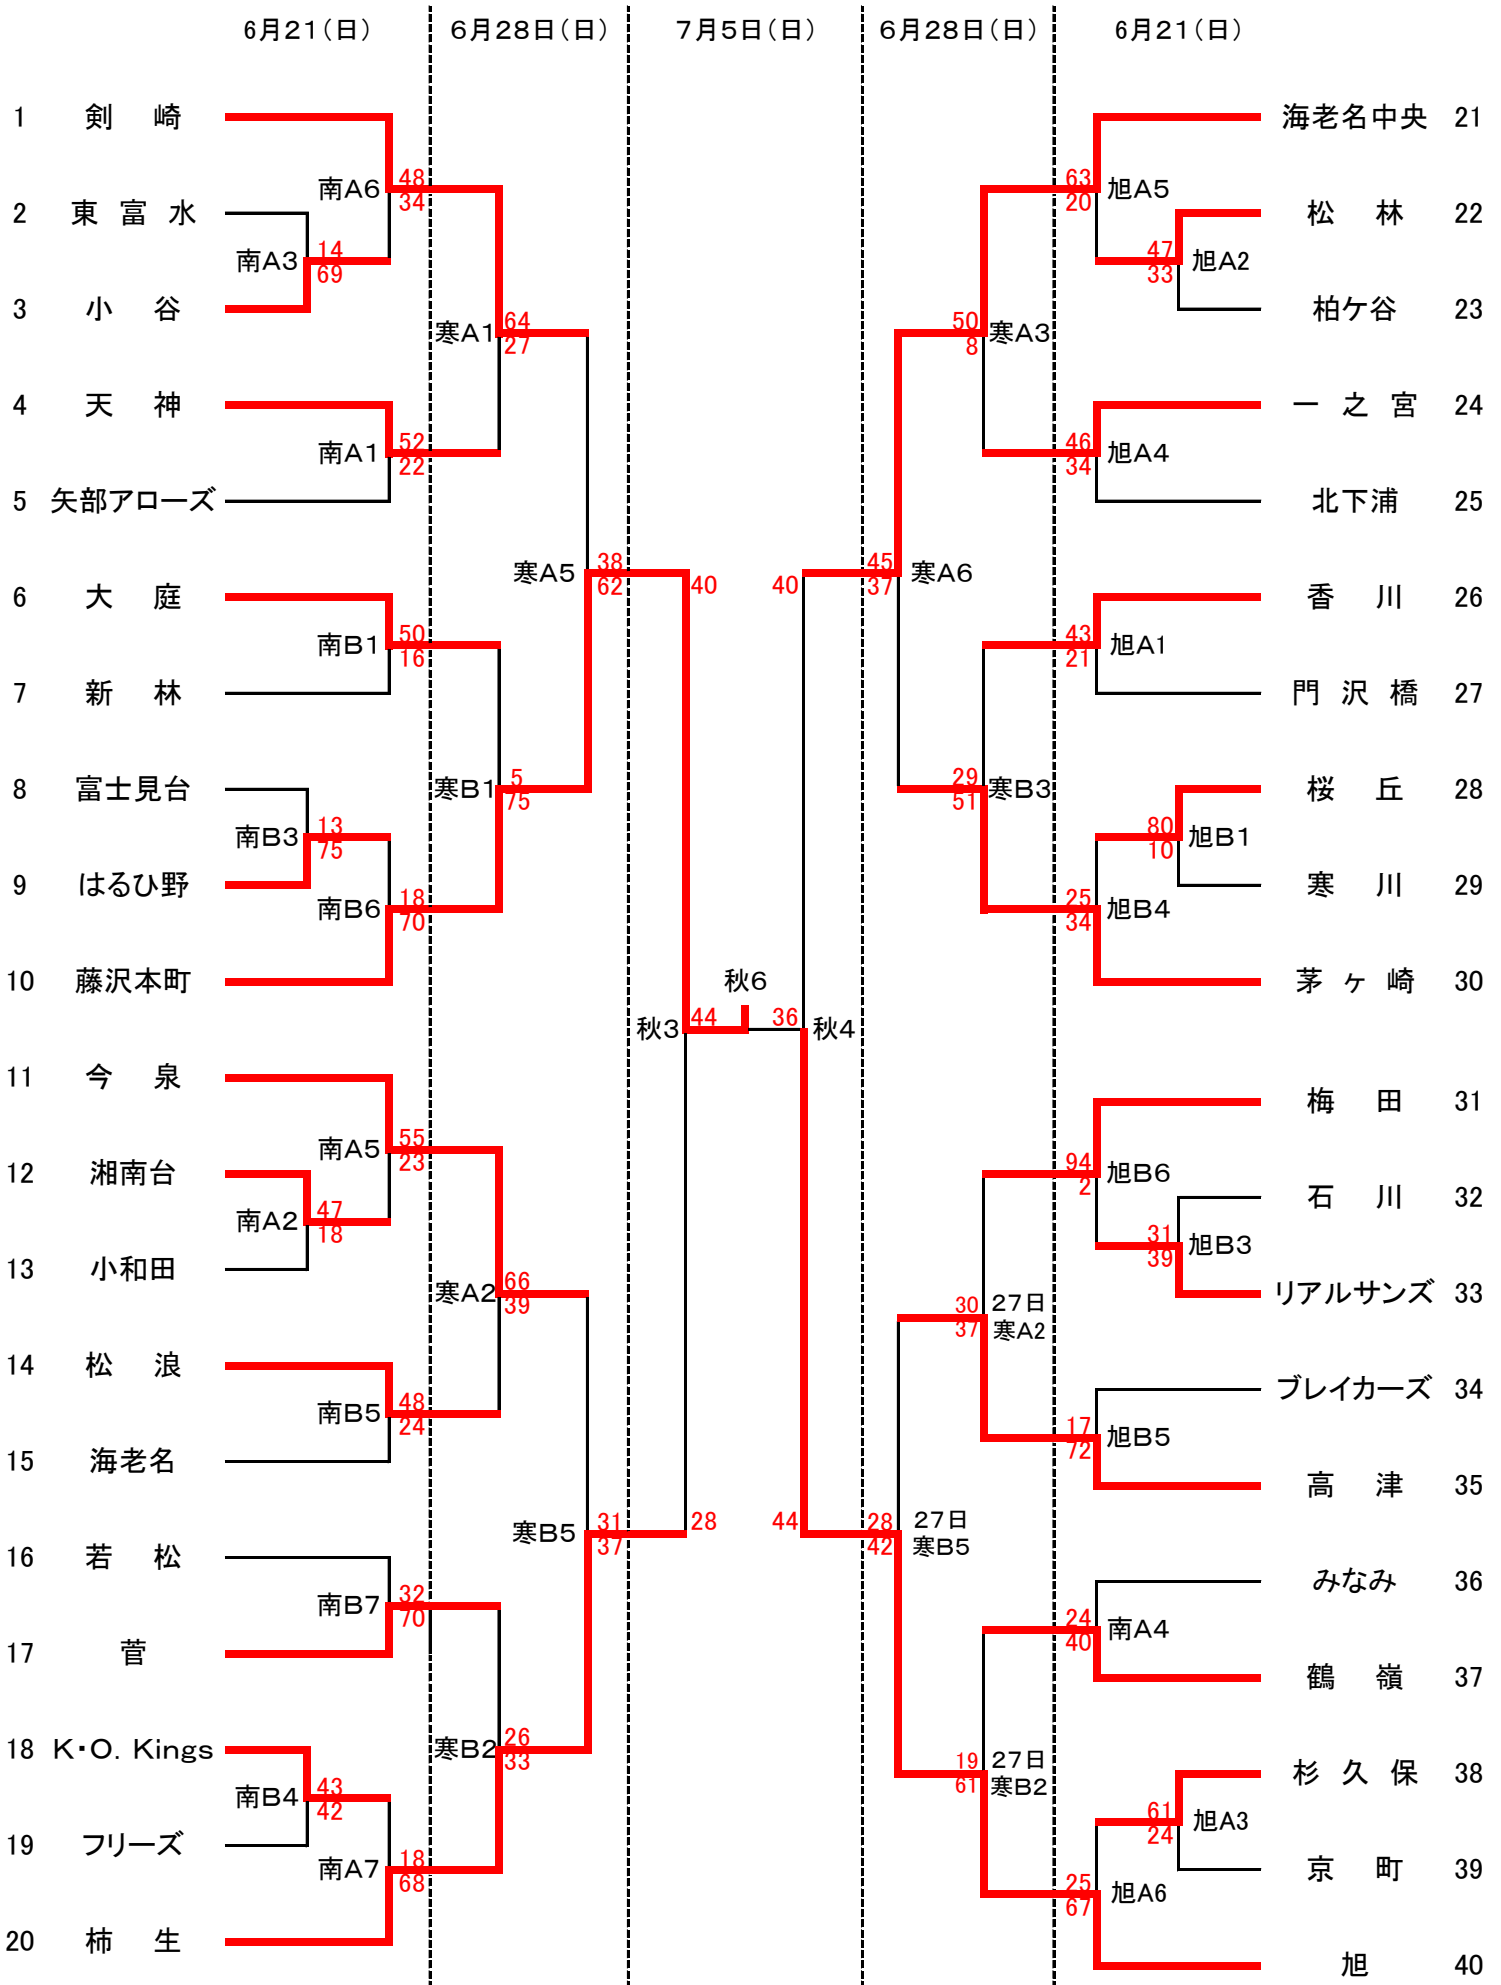 6月21(日)
6月28日(日)
7月5日(日)
6月28日(日)
6月21(日)
1 剣 崎
南A6
48
34
2 東 富 水
南A3
14
69
3 小 谷
寒A1
64
27
4 天 神
南A1
52
22
5 矢部アローズ
寒A5
38
62
40
6 大 庭
南B1
50
16
7 新 林
寒B1
5
75
8 富士見台
南B3
13
75
9 はるひ野
南B6
18
70
10 藤沢本町
秋6
秋3
44
36
秋4
11 今 泉
南A5
55
23
12 湘南台
南A2
47
18
13 小和田
寒A2
66
39
14 松 浪
南B5
48
24
15 海老名
寒B5
31
37
28
16 若 松
南B7
32
70
17 菅
寒B2
26
33
18 K・O. Kings
南B4
43
42
19 フリーズ
南A7
18
68
20 柿 生
海老名中央 21
63
20
旭A5
松 林 22
47
33
旭A2
柏ケ谷 23
50
8
寒A3
一 之 宮 24
46
34
旭A4
北下浦 25
40
45
37
寒A6
香 川 26
43
21
旭A1
門 沢 橋 27
29
51
寒B3
桜 丘 28
80
10
旭B1
寒 川 29
25
34
旭B4
茅 ヶ 崎 30
梅 田 31
94
2
旭B6
石 川 32
31
39
旭B3
リアルサンズ 33
30
37
27日
寒A2
ブレイカーズ 34
17
72
旭B5
高 津 35
44
28
42
27日
寒B5
みなみ 36
24
40
南A4
鶴 嶺 37
19
61
27日
寒B2
杉 久 保 38
61
24
旭A3
京 町 39
25
67
旭A6
旭 40